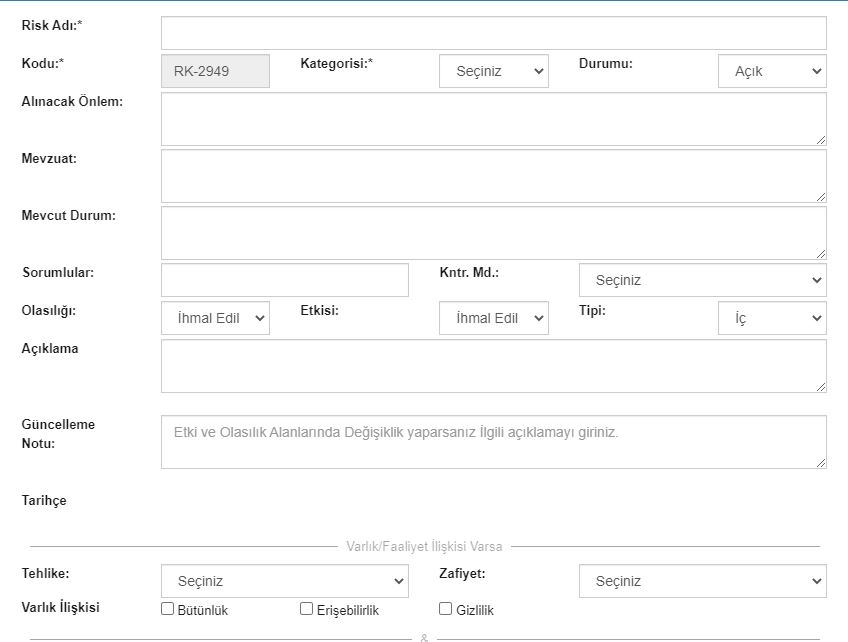 Risk Adı:*
Kodu:* RK-2949 Kategorisi:* Seçiniz Durumu: Açık
Alınacak Önlem:
Mevzuat:
Mevcut Durum:
Sorumlular: Kntr. Md.: Seçiniz
Olasılığı: İhmal Edil Etkisi: İhmal Edil Tipi: İç
Açıklama
Güncelleme
Notu:
Etki ve Olasılık Alanlarında Değişiklik yaparsanız İlgili açıklamayı giriniz.
Tarihçe
Varlık/Faaliyet İlişkisi Varsa
Tehlike: Seçiniz Zafiyet: Seçiniz
Varlık İlişkisi Bütünlük Erişebilirlik Gizlilik
&